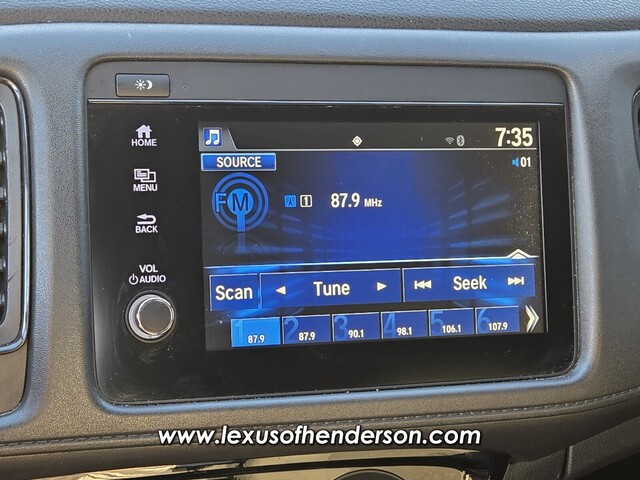 HOME
MENU
BACK
VOL
AUDIO
7:35
SOURCE
01
FM
1 87.9 MHz
Scan Tune Seek
1 87.9 2 87.9 3 90.1 4 98.1 5 106.1 6 107.9
www.lexusofhenderson.com